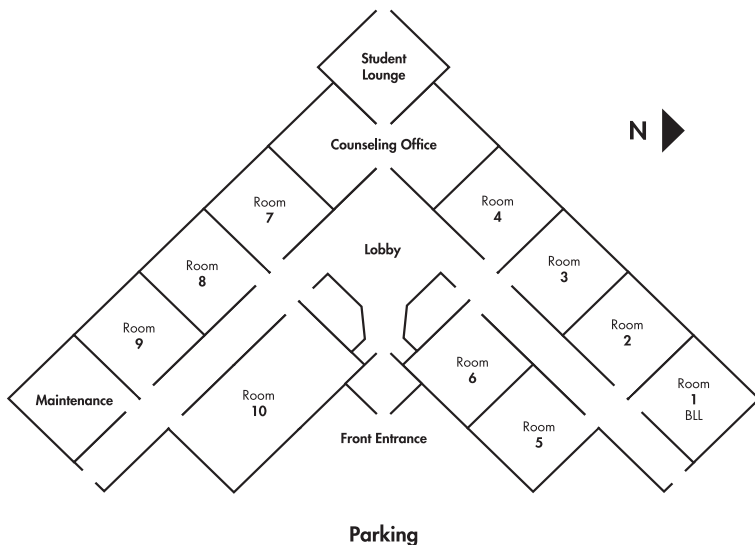 Student
Lounge
N
Counseling Office
Room
7
Room
4
Lobby
Room
8
Room
3
Room
9
Room
2
Room
6
Maintenance
Room
10
Room
1
BLL
Room
5
Front Entrance
Parking